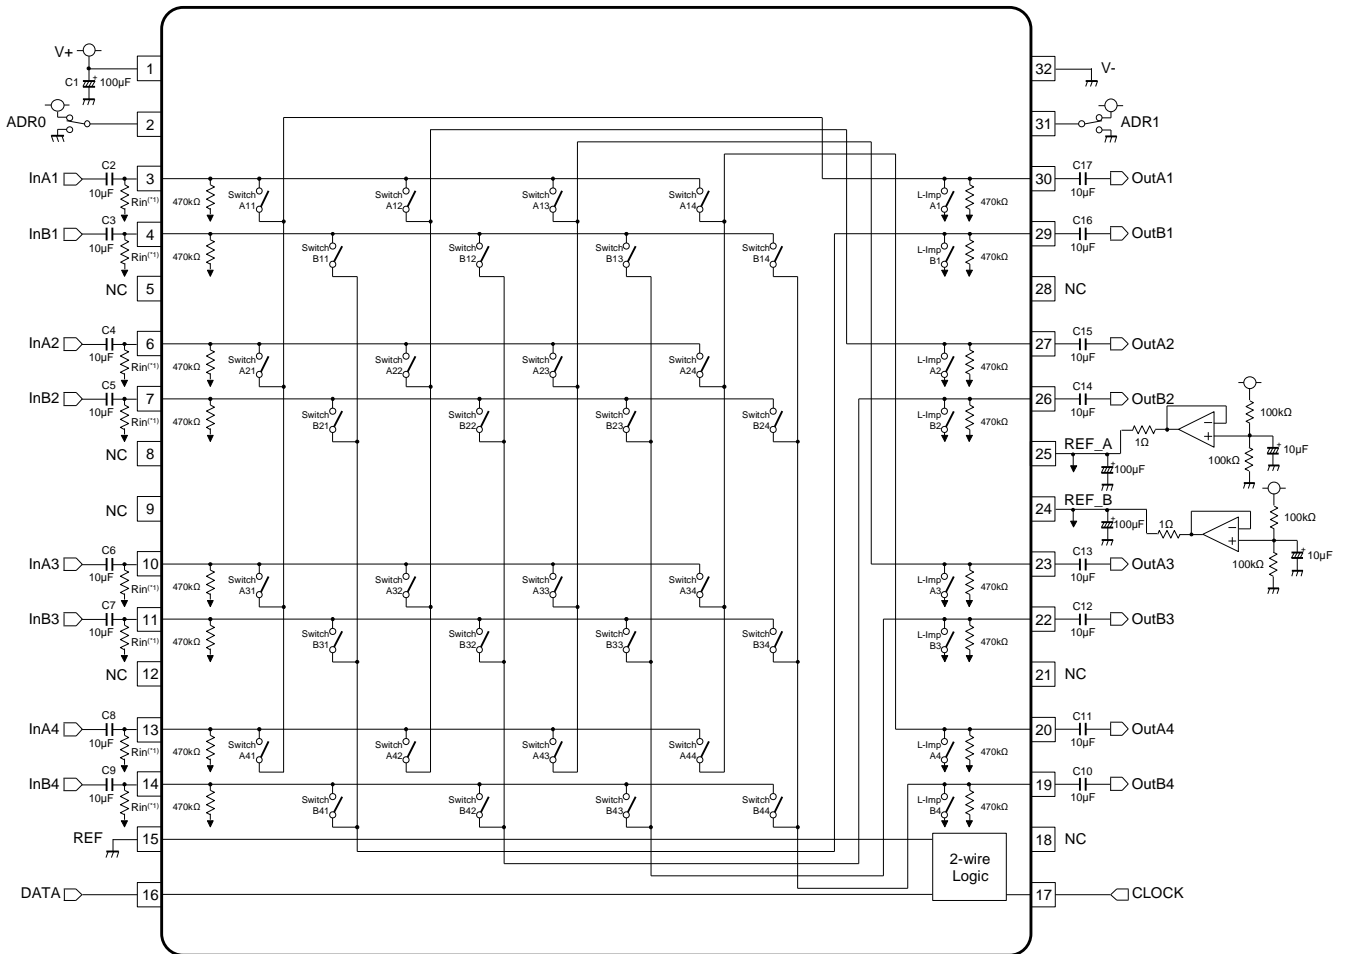 V+
C1
+
100µF
1
32
V-
ADR0
2
31
ADR1
InA1
C2
10µF
Rin(*1)
3
470kΩ
Switch
A11
Switch
A12
Switch
A13
Switch
A14
L-Imp
A1
470kΩ
30
C17
10µF
OutA1
InB1
C3
10µF
Rin(*1)
4
470kΩ
Switch
B11
Switch
B12
Switch
B13
Switch
B14
L-Imp
B1
470kΩ
29
C16
10µF
OutB1
NC
5
28
NC
InA2
C4
10µF
Rin(*1)
6
470kΩ
Switch
A21
Switch
A22
Switch
A23
Switch
A24
L-Imp
A2
470kΩ
27
C15
10µF
OutA2
InB2
C5
10µF
Rin(*1)
7
470kΩ
Switch
B21
Switch
B22
Switch
B23
Switch
B24
L-Imp
B2
470kΩ
26
C14
10µF
OutB2
NC
8
25
REF_A
+
100µF
1Ω
−
+
100kΩ
100kΩ
+
10µF
NC
9
24
REF_B
+
100µF
1Ω
−
+
100kΩ
100kΩ
+
10µF
InA3
C6
10µF
Rin(*1)
10
470kΩ
Switch
A31
Switch
A32
Switch
A33
Switch
A34
L-Imp
A3
470kΩ
23
C13
10µF
OutA3
InB3
C7
10µF
Rin(*1)
11
470kΩ
Switch
B31
Switch
B32
Switch
B33
Switch
B34
L-Imp
B3
470kΩ
22
C12
10µF
OutB3
NC
12
21
NC
InA4
C8
10µF
Rin(*1)
13
470kΩ
Switch
A41
Switch
A42
Switch
A43
Switch
A44
L-Imp
A4
470kΩ
20
C11
10µF
OutA4
InB4
C9
10µF
Rin(*1)
14
470kΩ
Switch
B41
Switch
B42
Switch
B43
Switch
B44
L-Imp
B4
470kΩ
19
C10
10µF
OutB4
REF
15
18
NC
2-wire
Logic
DATA
16
17
CLOCK